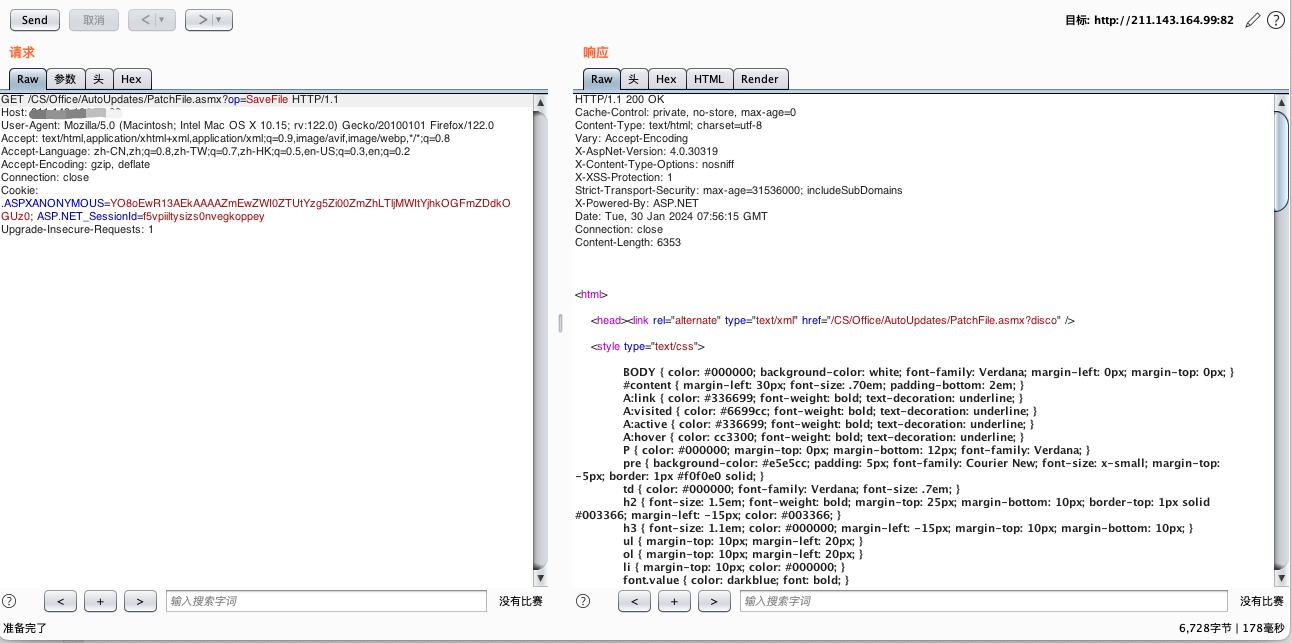 Send 取消 < | ▼ > | ▼ 目标: http://211.143.164.99:82 ?
请求
Raw 参数 头 Hex
GET /CS/Office/AutoUpdates/PatchFile.asmx?op=SaveFile HTTP/1.1
Host:
User-Agent: Mozilla/5.0 (Macintosh; Intel Mac OS X 10.15; rv:122.0) Gecko/20100101 Firefox/122.0
Accept: text/html,application/xhtml+xml,application/xml;q=0.9,image/avif,image/webp,*/*;q=0.8
Accept-Language: zh-CN,zh;q=0.8,zh-TW;q=0.7,zh-HK;q=0.5,en-US;q=0.3,en;q=0.2
Accept-Encoding: gzip, deflate
Connection: close
Cookie:
.ASPXANONYMOUS=YO8oEwR13AEkAAAAZmEwZWI0ZTUtYzg5Zi00ZmZhLTljMWItYjhkOGFmZDdkO
GUz0; ASP.NET_SessionId=f5vpiiltysizs0nvegkoppey
Upgrade-Insecure-Requests: 1
? < + > 输入搜索字词 没有比赛
响应
Raw 头 Hex HTML Render
HTTP/1.1 200 OK
Cache-Control: private, no-store, max-age=0
Content-Type: text/html; charset=utf-8
Vary: Accept-Encoding
X-AspNet-Version: 4.0.30319
X-Content-Type-Options: nosniff
X-XSS-Protection: 1
Strict-Transport-Security: max-age=31536000; includeSubDomains
X-Powered-By: ASP.NET
Date: Tue, 30 Jan 2024 07:56:15 GMT
Connection: close
Content-Length: 6353
<html>
<head><link rel="alternate" type="text/xml" href="/CS/Office/AutoUpdates/PatchFile.asmx?disco" />
<style type="text/css">
BODY { color: #000000; background-color: white; font-family: Verdana; margin-left: 0px; margin-top: 0px; }
#content { margin-left: 30px; font-size: .70em; padding-bottom: 2em; }
A:link { color: #336699; font-weight: bold; text-decoration: underline; }
A:visited { color: #6699cc; font-weight: bold; text-decoration: underline; }
A:active { color: #336699; font-weight: bold; text-decoration: underline; }
A:hover { color: cc3300; font-weight: bold; text-decoration: underline; }
P { color: #000000; margin-top: 0px; margin-bottom: 12px; font-family: Verdana; }
pre { background-color: #e5e5cc; padding: 5px; font-family: Courier New; font-size: x-small; margin-top:
-5px; border: 1px #f0f0e0 solid; }
td { color: #000000; font-family: Verdana; font-size: .7em; }
h2 { font-size: 1.5em; font-weight: bold; margin-top: 25px; margin-bottom: 10px; border-top: 1px solid
#003366; margin-left: -15px; color: #003366; }
h3 { font-size: 1.1em; color: #000000; margin-left: -15px; margin-top: 10px; margin-bottom: 10px; }
ul { margin-top: 10px; margin-left: 20px; }
ol { margin-top: 10px; margin-left: 20px; }
li { margin-top: 10px; color: #000000; }
font.value { color: darkblue; font: bold; }
? < + > 输入搜索字词 没有比赛
准备完了 6,728字节 | 178毫秒